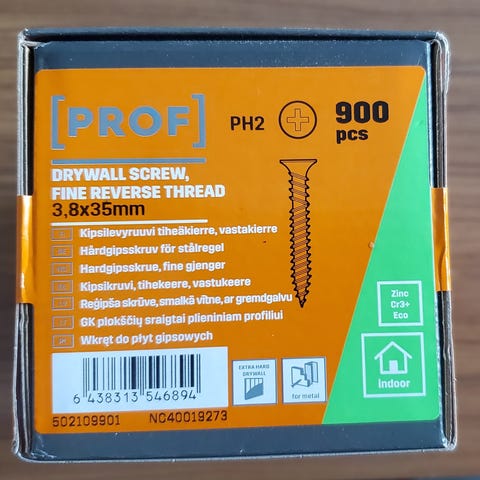 [PROF]
PH2
900
pcs
DRYWALL SCREW,
FINE REVERSE THREAD
3,8x35mm
Kipsilevyruuvi tiheäkierre, vastakierre
Hårdgipsskruv för stålregel
Hardgipsskrue, fine gjenger
Kipsikruvi, tihekeere, vastukeere
Reģipša skrūve, smalkā vītne, ar gremdgalvu
GK plokščių sraigtai plieniniam profiliui
Wkręt do płyt gipsowych
Zinc
Cr3+
Eco
Indoor
EXTRA HARD
DRYWALL
for metal
6 438313 546894
502109901
NC40019273